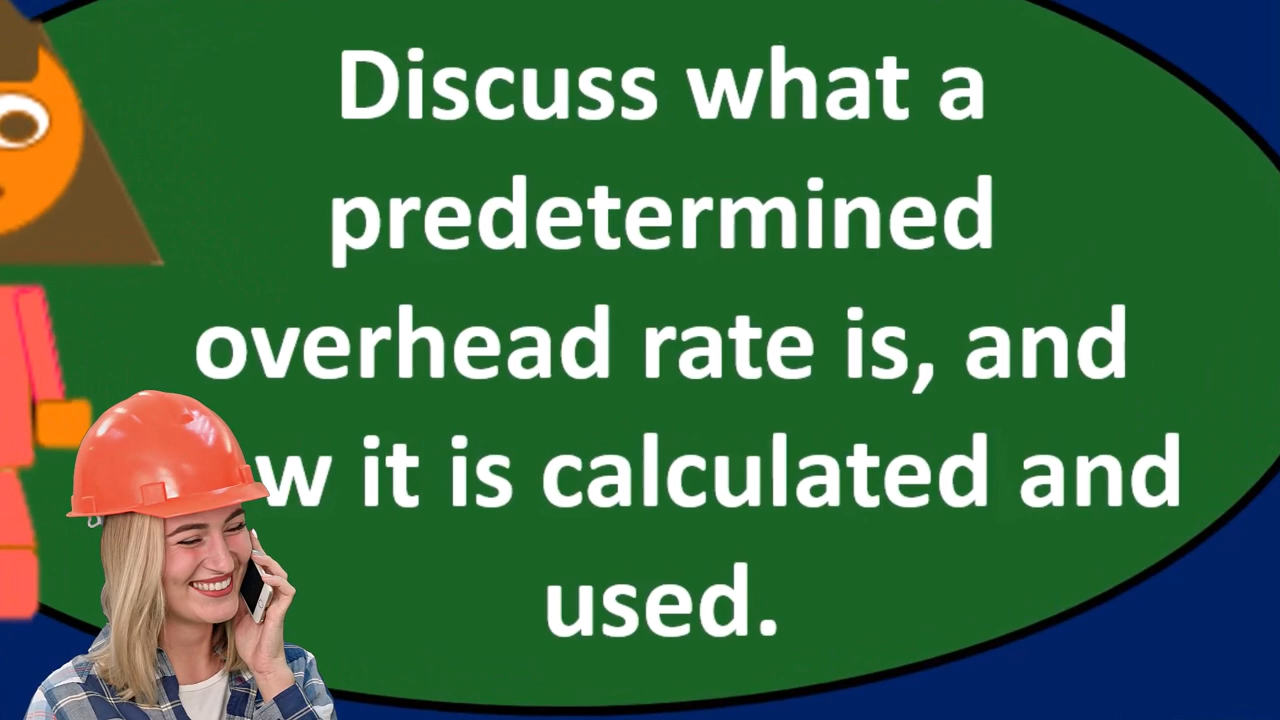 Discuss what a
predetermined
overhead rate is, and
w it is calculated and
used.